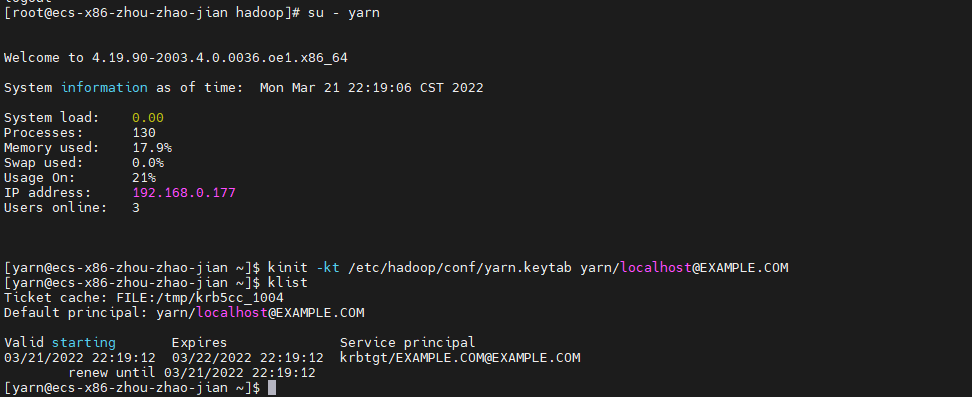 logout
[root@ecs-x86-zhou-zhao-jian hadoop]# su - yarn
Welcome to 4.19.90-2003.4.0.0036.oe1.x86_64
System information as of time:  Mon Mar 21 22:19:06 CST 2022
System load:    0.00
Processes:      130
Memory used:    17.9%
Swap used:      0.0%
Usage On:       21%
IP address:     192.168.0.177
Users online:   3
[yarn@ecs-x86-zhou-zhao-jian ~]$ kinit -kt /etc/hadoop/conf/yarn.keytab yarn/localhost@EXAMPLE.COM
[yarn@ecs-x86-zhou-zhao-jian ~]$ klist
Ticket cache: FILE:/tmp/krb5cc_1004
Default principal: yarn/localhost@EXAMPLE.COM
Valid starting       Expires              Service principal
03/21/2022 22:19:12  03/22/2022 22:19:12  krbtgt/EXAMPLE.COM@EXAMPLE.COM
        renew until 03/21/2022 22:19:12
[yarn@ecs-x86-zhou-zhao-jian ~]$